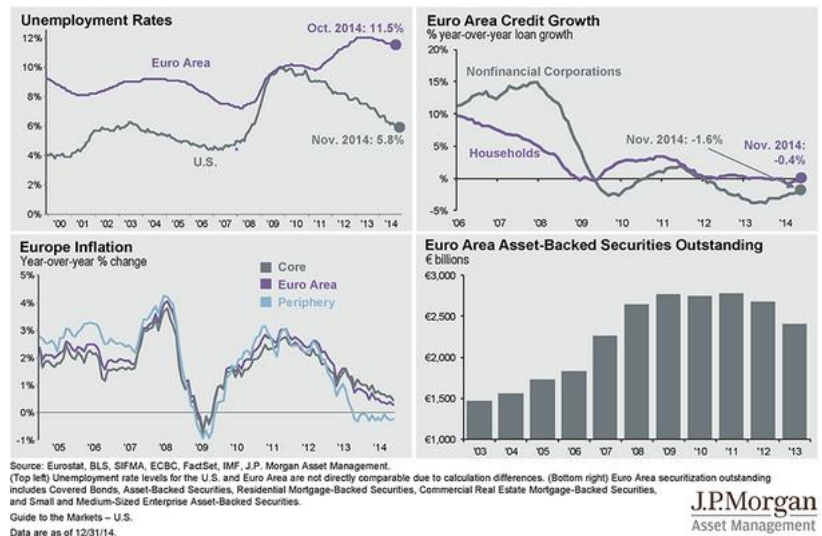 Unemployment Rates
Oct. 2014: 11.5%
12%
Euro Area
10%
8%
6%
Nov. 2014: 5.8%
4%
U.S.
2%
0%
'00 '01 '02 '03 '04 '05 '06 '07 '08 '09 '10 '11 '12 '13 '14
Euro Area Credit Growth
% year-over-year loan growth
20%
Nonfinancial Corporations
15%
10%
Nov. 2014: -1.6%
Nov. 2014:
-0.4%
Households
5%
%
-5%
'06 '07 '08 '09 '10 '11 '12 '13 '14
Europe Inflation
Year-over-year % change
5%
Core
Euro Area
Periphery
4%
3%
2%
1%
0%
-1%
'05 '06 '07 '08 '09 '10 '11 '12 '13 '14
Euro Area Asset-Backed Securities Outstanding
€ billions
€3,000
€2,500
€2,000
€1,500
€1,000
'03 '04 '05 '06 '07 '08 '09 '10 '11 '12 '13
Source: Eurostat, BLS, SIFMA, ECBC, FactSet, IMF, J.P. Morgan Asset Management.
(Top left) Unemployment rate levels for the U.S. and Euro Area are not directly comparable due to calculation differences. (Bottom right) Euro Area securitization outstanding
includes Covered Bonds, Asset-Backed Securities, Residential Mortgage-Backed Securities, Commercial Real Estate Mortgage-Backed Securities,
and Small and Medium-Sized Enterprise Asset-Backed Securities.
Guide to the Markets – U.S.
Data are as of 12/31/14.
J.P.Morgan
Asset Management